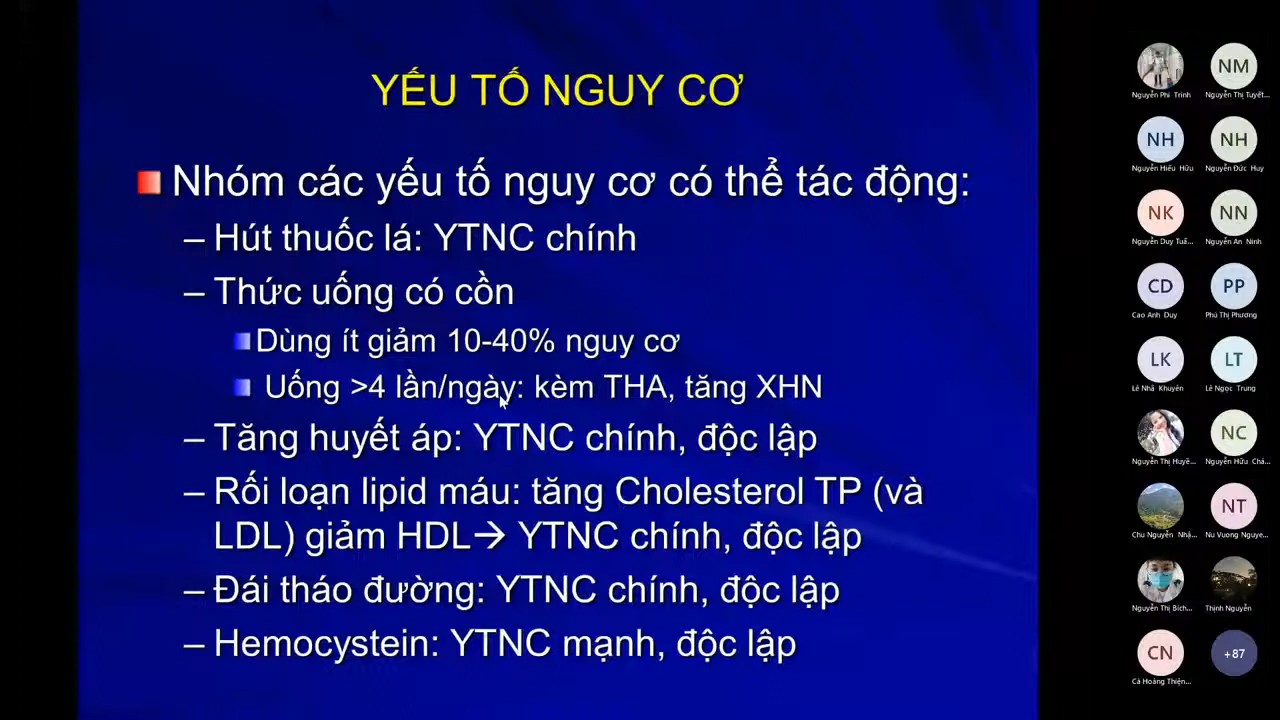 YẾU TỐ NGUY CƠ
Nhóm các yếu tố nguy cơ có thể tác động:
– Hút thuốc lá: YTNC chính
– Thức uống có cồn
Dùng ít giảm 10-40% nguy cơ
Uống >4 lần/ngày: kèm THA, tăng XHN
– Tăng huyết áp: YTNC chính, độc lập
– Rối loạn lipid máu: tăng Cholesterol TP (và
LDL) giảm HDL→ YTNC chính, độc lập
– Đái tháo đường: YTNC chính, độc lập
– Hemocystein: YTNC mạnh, độc lập
NM
Nguyễn Phi Trinh
Nguyễn Thị Tuyết...
NH
NH
Nguyễn Hiếu Hữu
Nguyễn Đức Huy
NK
NN
Nguyễn Duy Tuấ...
Nguyễn An Ninh
CD
PP
Cao Anh Duy
Phú Thị Phương
LK
LT
Lê Nhã Khuyên
Lê Ngọc Trung
NC
Nguyễn Thị Huyề...
Nguyễn Hữu Chá...
NT
Chu Nguyên Nhậ...
Nu Vuong Nguye...
Nguyễn Thị Bích...
Thịnh Nguyễn
CN
+87
Cá Hoàng Thiện...